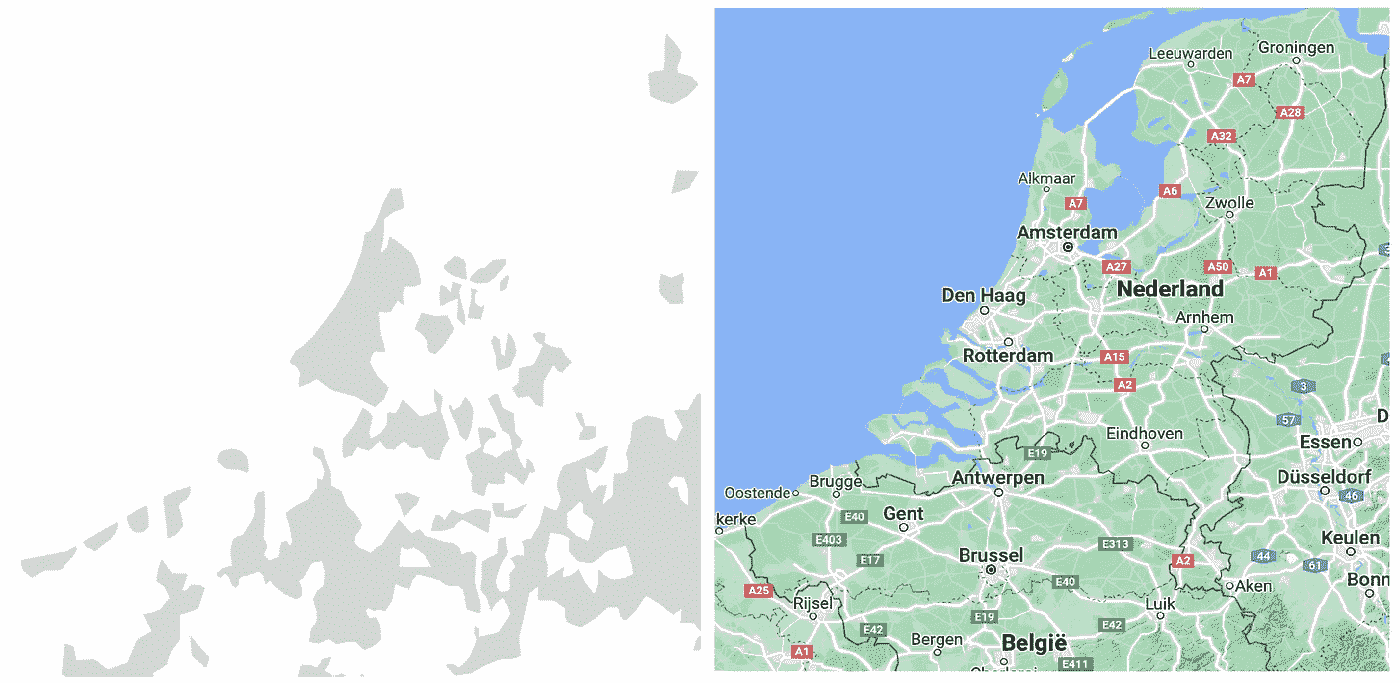 Leeuwarden
Groningen
A7
A28
A32
Alkmaar
A6
A7
Zwolle
Amsterdam
A27
A50
A1
Nederland
Den Haag
Arnhem
Rotterdam
A15
A2
3
57
Eindhoven
Essen
E19
Antwerpen
Düsseldorf
Oostende
Brugge
46
kerke
E40
Gent
E403
E313
Keulen
Brussel
E17
A2
44
61
E40
Aken
Bonn
A25
Rijsel
Luik
E19
E42
E42
Bergen
België
A1
E411